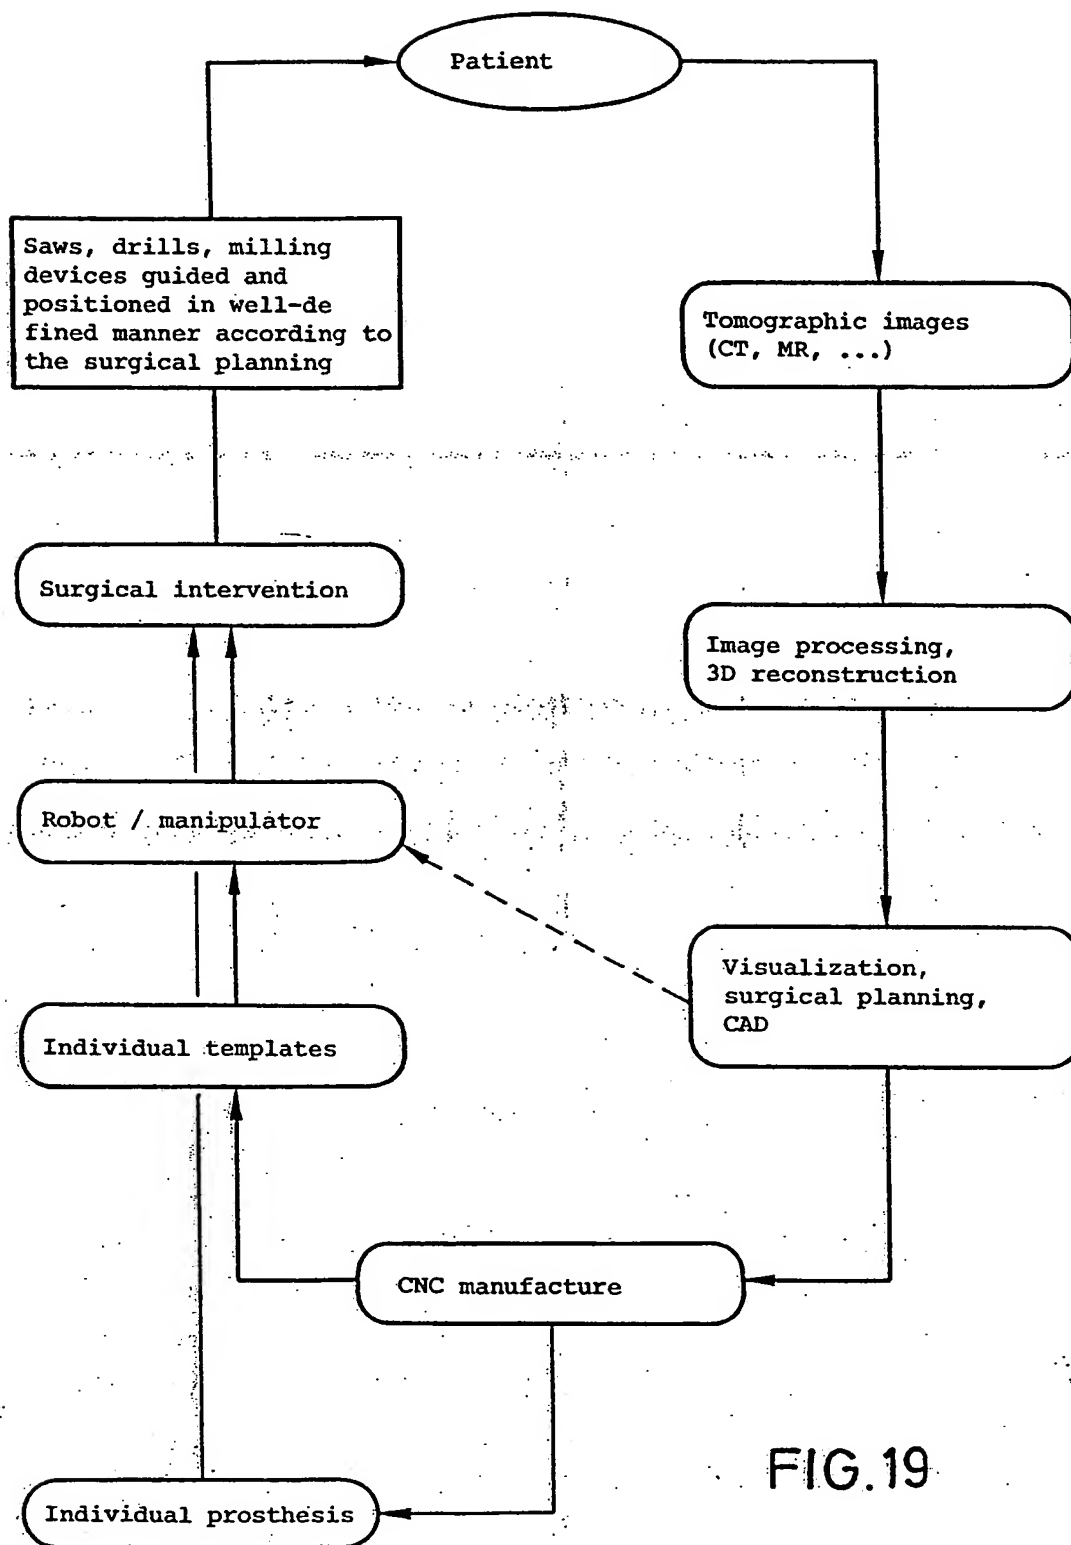 Patient
Saws, drills, milling
devices guided and
positioned in well-de
fined manner according to
the surgical planning
Tomographic images
(CT, MR, ...)
Surgical intervention
Image processing,
3D reconstruction
Robot / manipulator
Visualization,
surgical planning,
CAD
Individual templates
CNC manufacture
Individual prosthesis
FIG.19